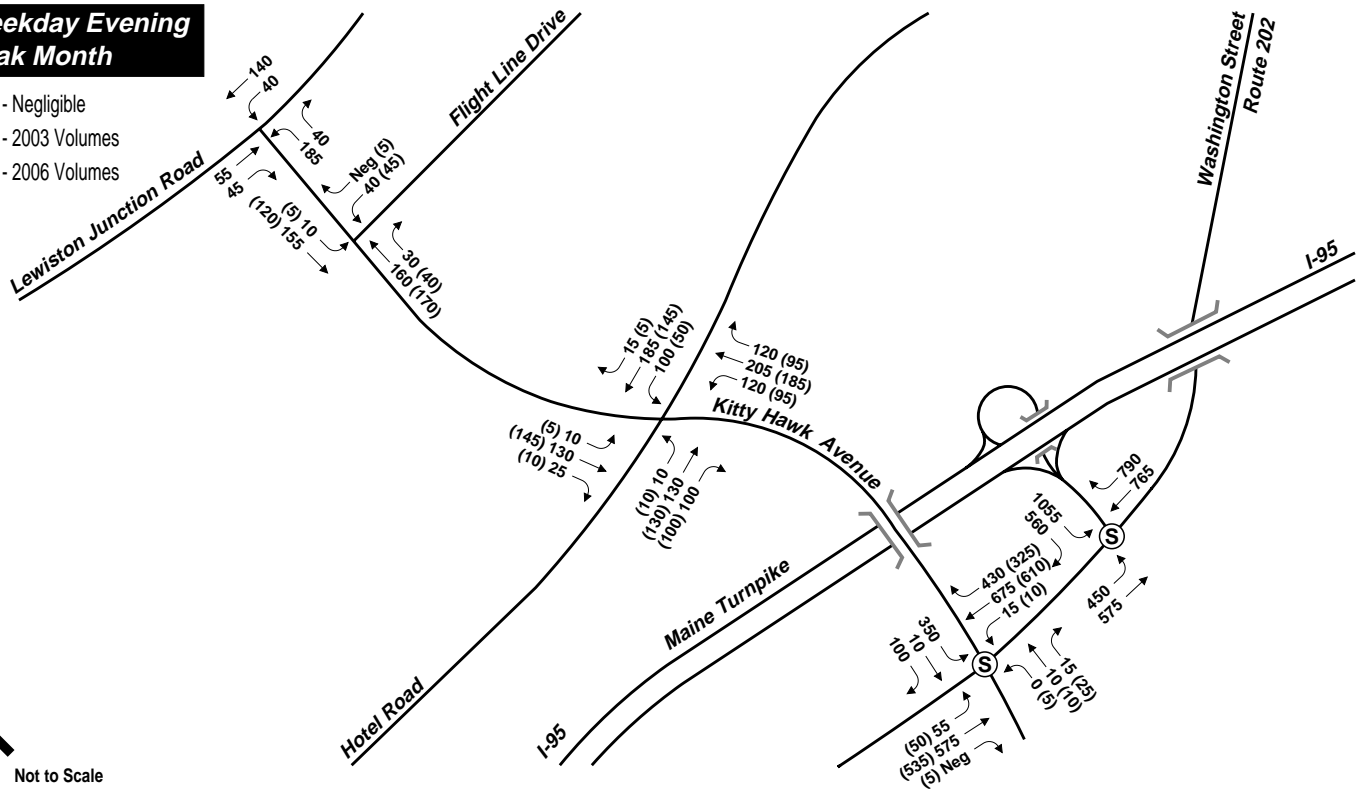 eekday Evening
ak Month
- Negligible
- 2003 Volumes
- 2006 Volumes
140
40
40
185
55
45
Lewiston Junction Road
Flight Line Drive
Neg (5)
40 (45)
(5) 10
(120) 155
30 (40)
160 (170)
Washington Street
Route 202
I-95
15 (5)
185 (145)
100 (50)
120 (95)
205 (185)
120 (95)
Kitty Hawk Avenue
(5) 10
(145) 130
(10) 25
(10) 10
(130) 130
(100) 100
790
765
1055
560
S
450
575
430 (325)
675 (610)
15 (10)
Maine Turnpike
350
10
100
S
15 (25)
10 (10)
0 (5)
(50) 55
(535) 575
(5) Neg
Hotel Road
I-95
Not to Scale